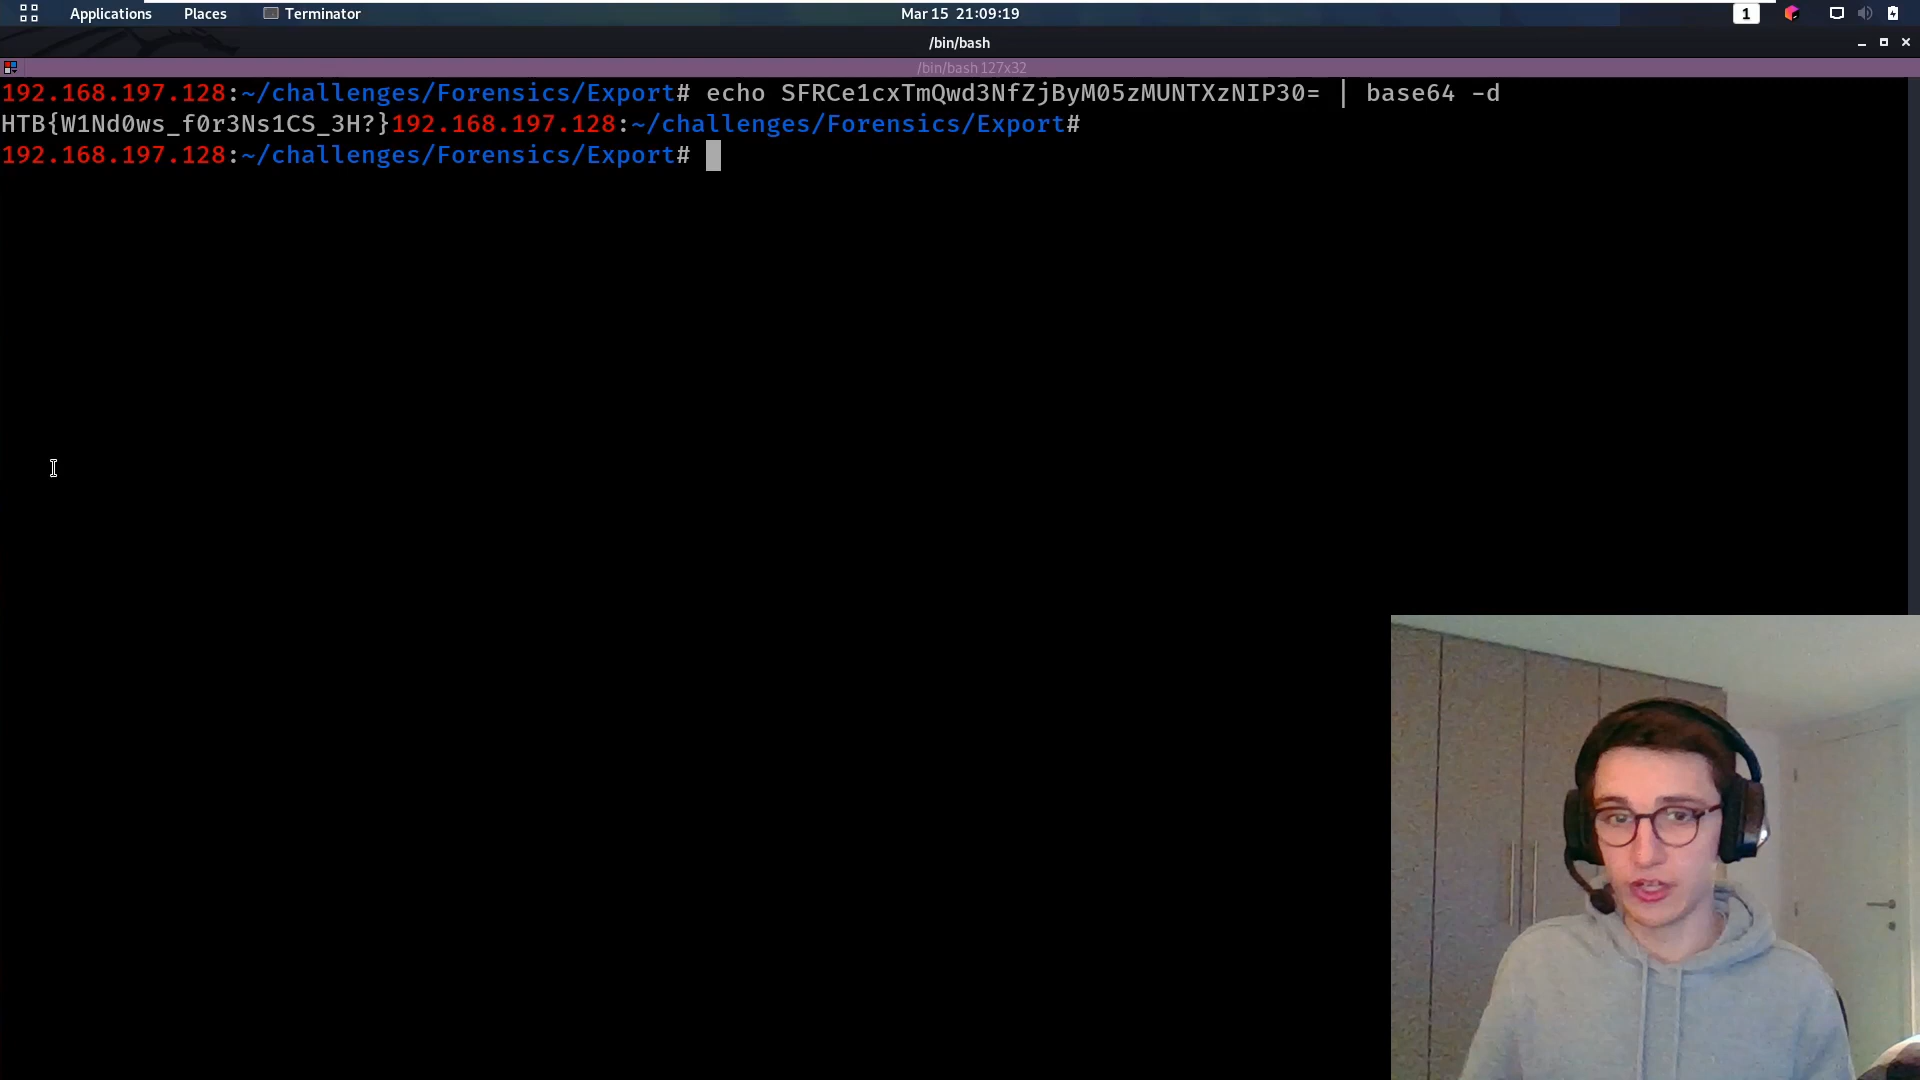 Applications Places Terminator Mar 15 21:09:19 1
/bin/bash
/bin/bash 127x32
192.168.197.128:~/challenges/Forensics/Export# echo SFRCe1cxTmQwd3NfZjByM05zMUNTXzNIP30= | base64 -d
HTB{W1Nd0ws_f0r3Ns1CS_3H?}192.168.197.128:~/challenges/Forensics/Export#
192.168.197.128:~/challenges/Forensics/Export#